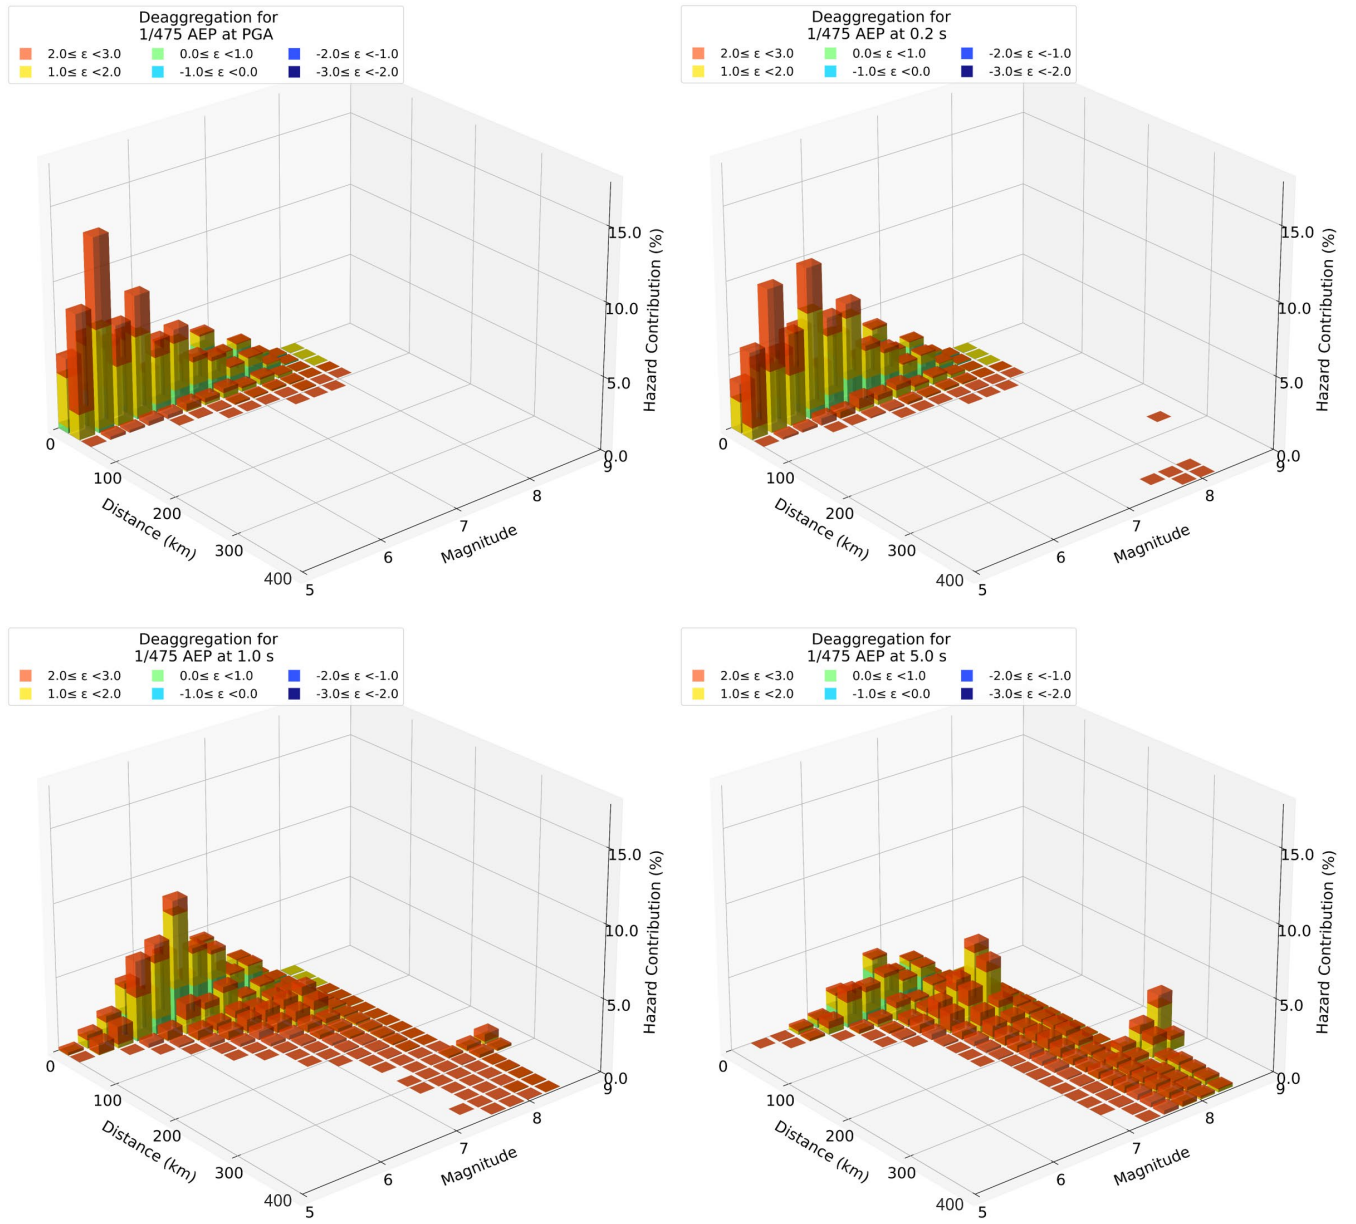 Deaggregation for
1/475 AEP at PGA
2.0≤ ε <3.0 0.0≤ ε <1.0 -2.0≤ ε <-1.0
1.0≤ ε <2.0 -1.0≤ ε <0.0 -3.0≤ ε <-2.0
15.0
10.0
5.0
0.0
Hazard Contribution (%)
0
100
200
300
400
Distance (km)
5
6
7
8
9
Magnitude
Deaggregation for
1/475 AEP at 0.2 s
2.0≤ ε <3.0 0.0≤ ε <1.0 -2.0≤ ε <-1.0
1.0≤ ε <2.0 -1.0≤ ε <0.0 -3.0≤ ε <-2.0
15.0
10.0
5.0
0.0
Hazard Contribution (%)
0
100
200
300
400
Distance (km)
5
6
7
8
9
Magnitude
Deaggregation for
1/475 AEP at 1.0 s
2.0≤ ε <3.0 0.0≤ ε <1.0 -2.0≤ ε <-1.0
1.0≤ ε <2.0 -1.0≤ ε <0.0 -3.0≤ ε <-2.0
15.0
10.0
5.0
0.0
Hazard Contribution (%)
0
100
200
300
400
Distance (km)
5
6
7
8
9
Magnitude
Deaggregation for
1/475 AEP at 5.0 s
2.0≤ ε <3.0 0.0≤ ε <1.0 -2.0≤ ε <-1.0
1.0≤ ε <2.0 -1.0≤ ε <0.0 -3.0≤ ε <-2.0
15.0
10.0
5.0
0.0
Hazard Contribution (%)
0
100
200
300
400
Distance (km)
5
6
7
8
9
Magnitude